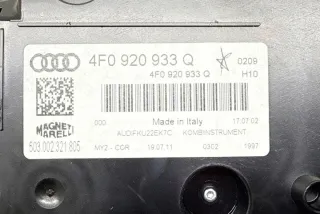 4F0 920 933 Q
0209
4F0 920 933 Q
H10
MAGNETI
MARELLI
000
Made in Italy
17.07.02
503.002.321.805
AUDIFKU22EK7C
KOMBIINSTRUMENT
MY2 - CCR
19.07.11
0302
1997